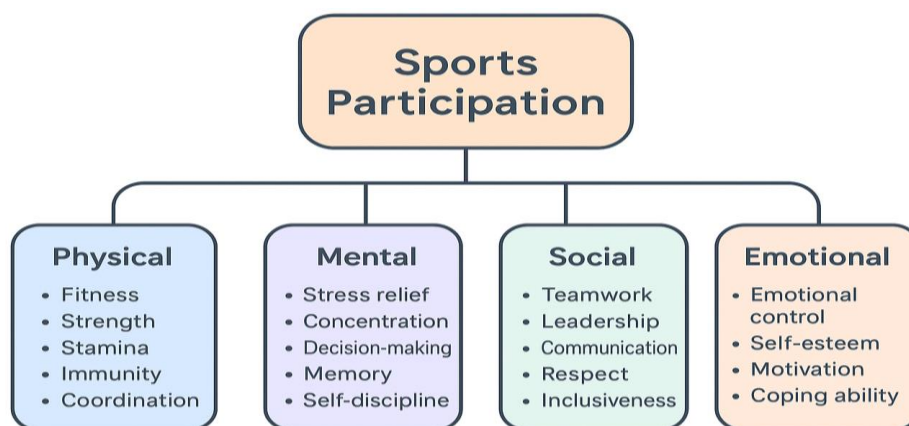 Sports
Participation
Physical
• Fitness
• Strength
• Stamina
• Immunity
• Coordination
Mental
• Stress relief
• Concentration
• Decision-making
• Memory
• Self-discipline
Social
• Teamwork
• Leadership
• Communication
• Respect
• Inclusiveness
Emotional
• Emotional
control
• Self-esteem
• Motivation
• Coping ability